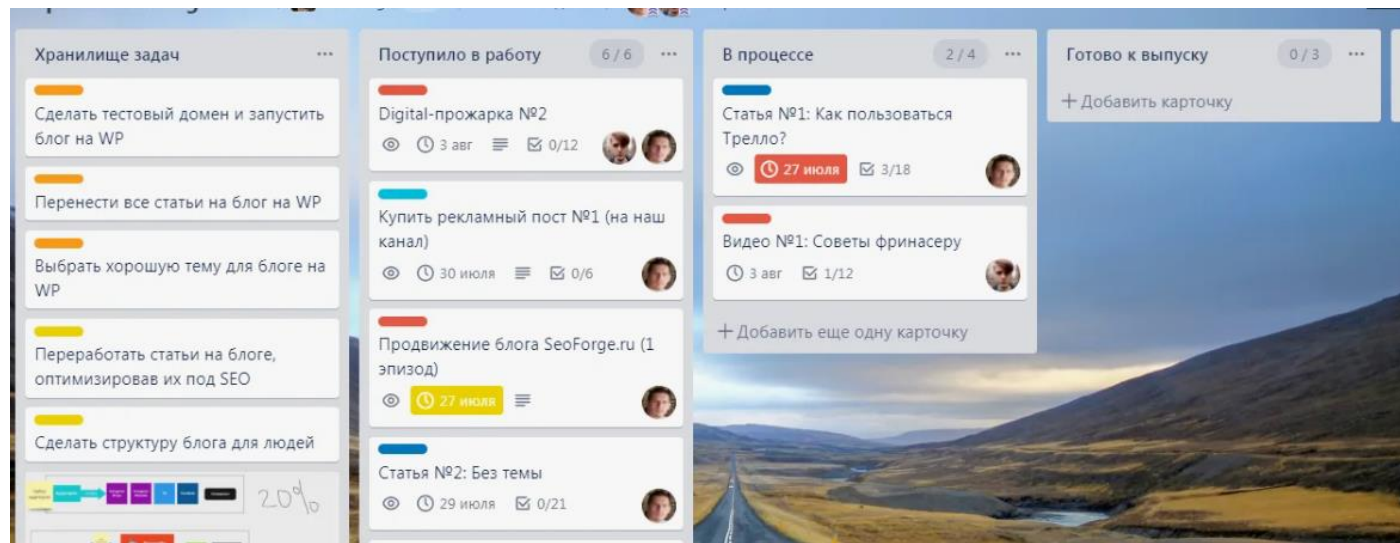 Хранилище задач
Сделать тестовый домен и запустить
блог на WP
Перенести все статьи на блог на WP
Выбрать хорошую тему для блоге на
WP
Переработать статьи на блоге,
оптимизировав их под SEO
Сделать структуру блога для людей
20%
Поступило в работу 6/6
Digital-прожарка №2
3 авг 0/12
Купить рекламный пост №1 (на наш
канал)
30 июля 0/6
Продвижение блога SeoForge.ru (1
эпизод)
27 июля
Статья №2: Без темы
29 июля 0/21
В процессе 2/4
Статья №1: Как пользоваться
Трелло?
27 июля 3/18
Видео №1: Советы фринасеру
3 авг 1/12
+ Добавить еще одну карточку
Готово к выпуску 0/3
+ Добавить карточку